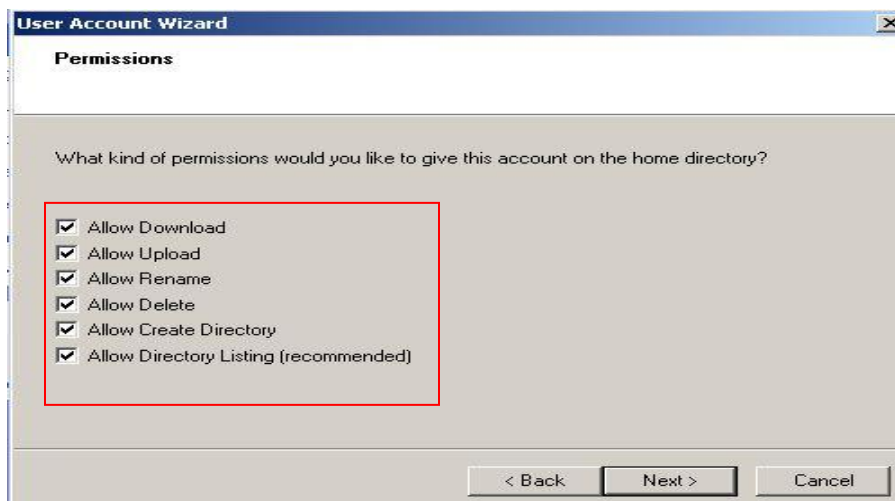 User Account Wizard
Permissions
What kind of permissions would you like to give this account on the home directory?
Allow Download
Allow Upload
Allow Rename
Allow Delete
Allow Create Directory
Allow Directory Listing (recommended)
< Back Next > Cancel